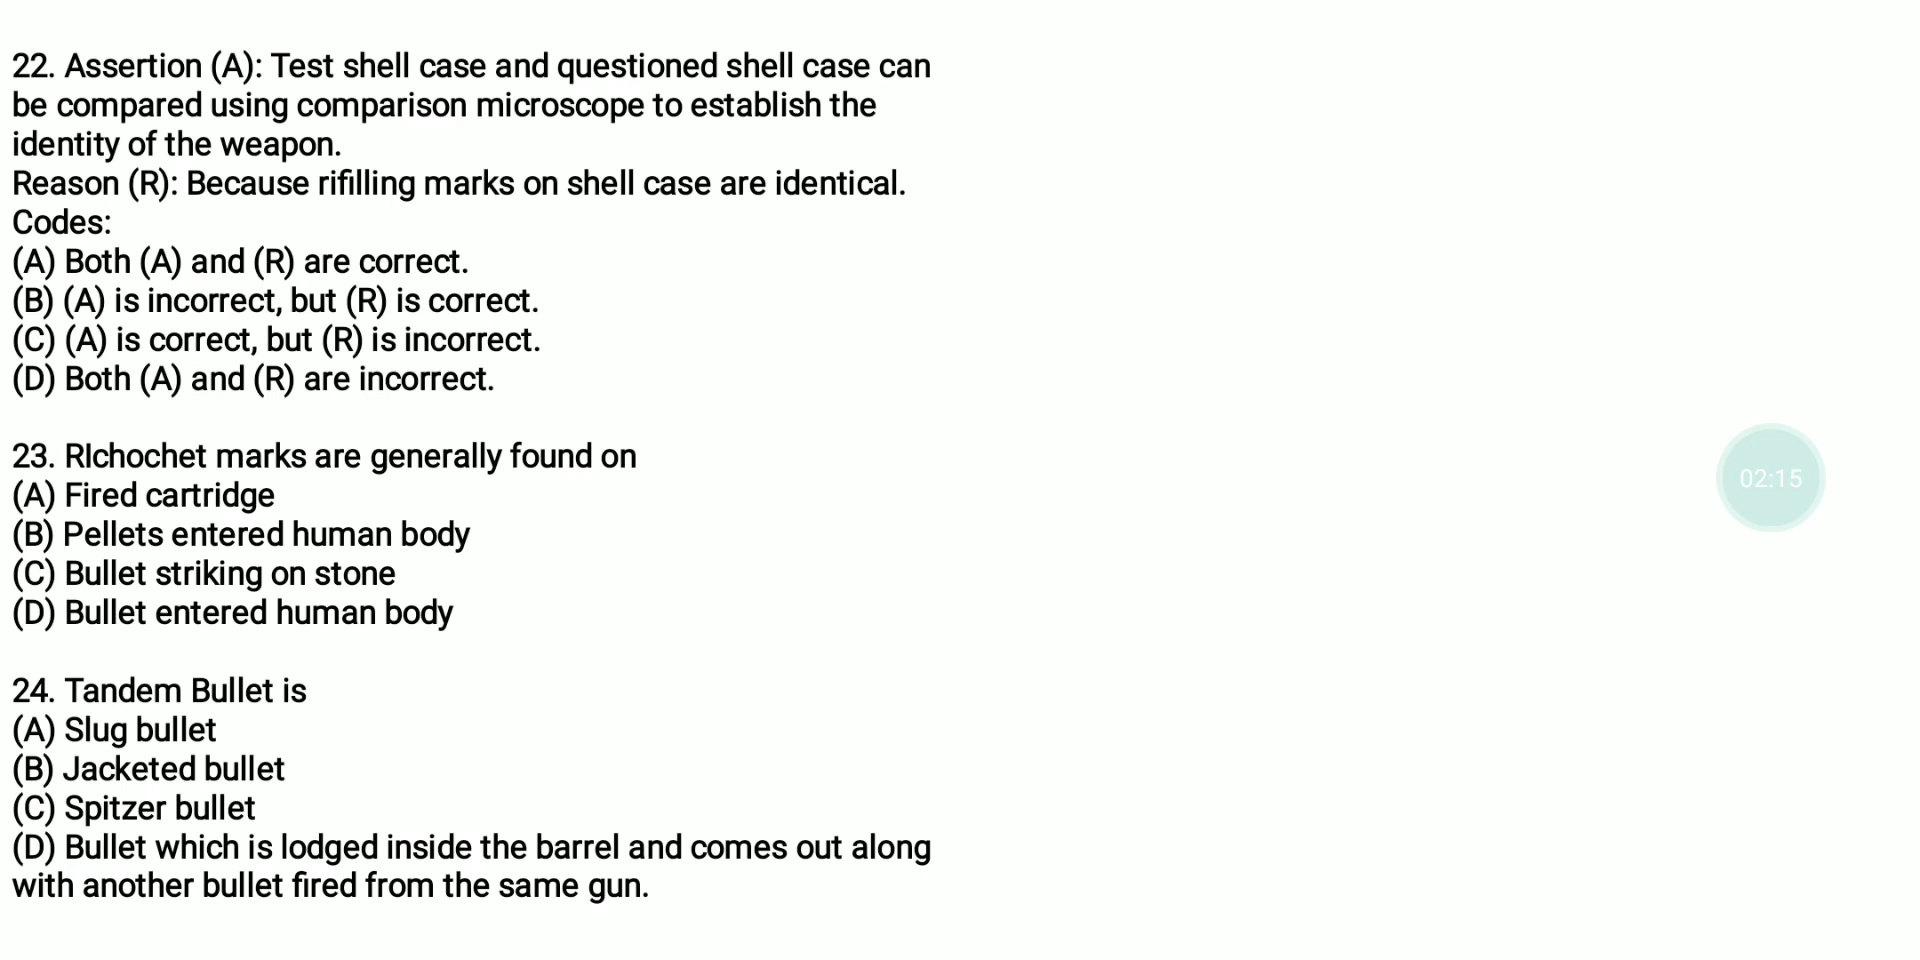 22. Assertion (A): Test shell case and questioned shell case can
be compared using comparison microscope to establish the
identity of the weapon.
Reason (R): Because rifilling marks on shell case are identical.
Codes:
(A) Both (A) and (R) are correct.
(B) (A) is incorrect, but (R) is correct.
(C) (A) is correct, but (R) is incorrect.
(D) Both (A) and (R) are incorrect.
23. RIchochet marks are generally found on
(A) Fired cartridge
(B) Pellets entered human body
(C) Bullet striking on stone
(D) Bullet entered human body
02:15
24. Tandem Bullet is
(A) Slug bullet
(B) Jacketed bullet
(C) Spitzer bullet
(D) Bullet which is lodged inside the barrel and comes out along
with another bullet fired from the same gun.